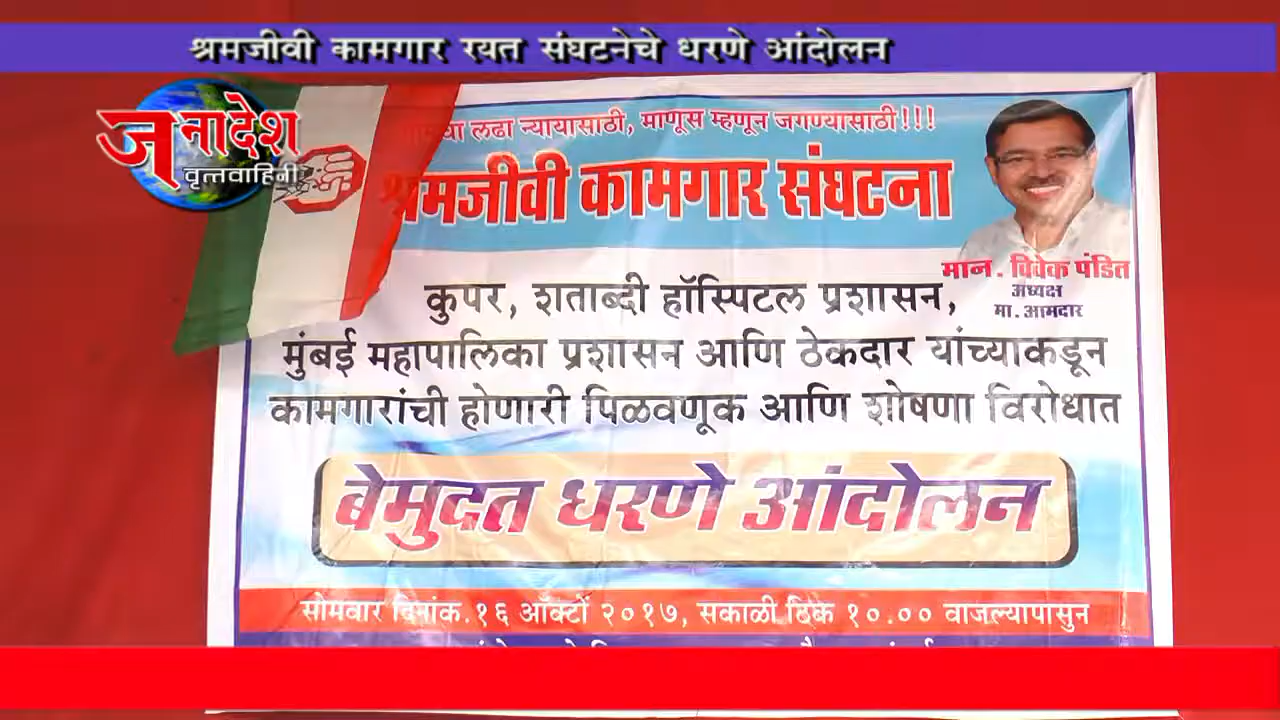 श्रमजीवी कामगार रयत संघटनेचे धरणे आंदोलन
जनादेश
वृत्तवाहिनी
लढा न्यायासाठी, माणूस म्हणून जगण्यासाठी!!!
श्रमजीवी कामगार संघटना
मान. विवेक पंडित
अध्यक्ष
मा. आमदार
कुपर, शताब्दी हॉस्पिटल प्रशासन,
मुंबई महापालिका प्रशासन आणि ठेकदार यांच्याकडून
कामगारांची होणारी पिळवणूक आणि शोषणा विरोधात
बेमुदत धरणे आंदोलन
सोमवार दिनांक.१६ ऑक्टों २०१७, सकाळी ठिक १०.०० वाजल्यापासुन